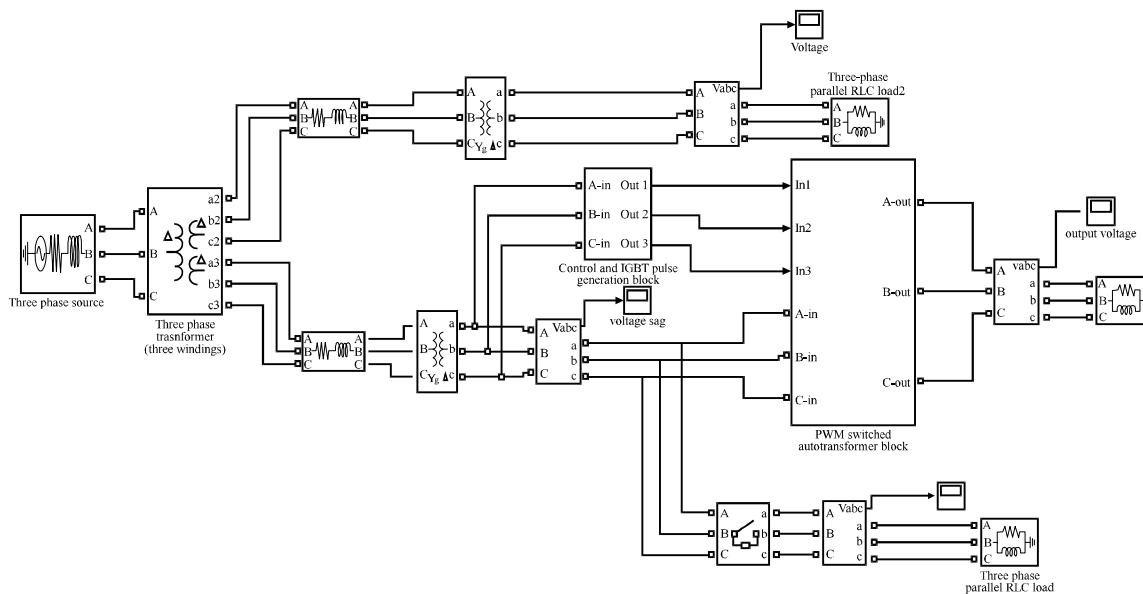 Voltage
Three-phase
parallel RLC load2
A
B
C
A
B
C
A
B
C
Yg
a
b
c
A
B
C
Vabc
a
b
c
A
B
C
A
B
C
Three phase source
A
B
C
a2
b2
c2
a3
b3
c3
Three phase
trasnformer
(three windings)
A-in
B-in
C-in
Out 1
Out 2
Out 3
Control and IGBT pulse
generation block
In1
In2
In3
A-in
B-in
C-in
A-out
B-out
C-out
PWM switched
autotransformer block
output voltage
A
B
C
vabc
a
b
c
A
B
C
A
B
C
A
B
C
A
B
C
Yg
a
b
c
A
B
C
Vabc
a
b
c
voltage sag
A
B
C
a
b
c
A
B
C
Vabc
a
b
c
A
B
C
Three phase
parallel RLC load